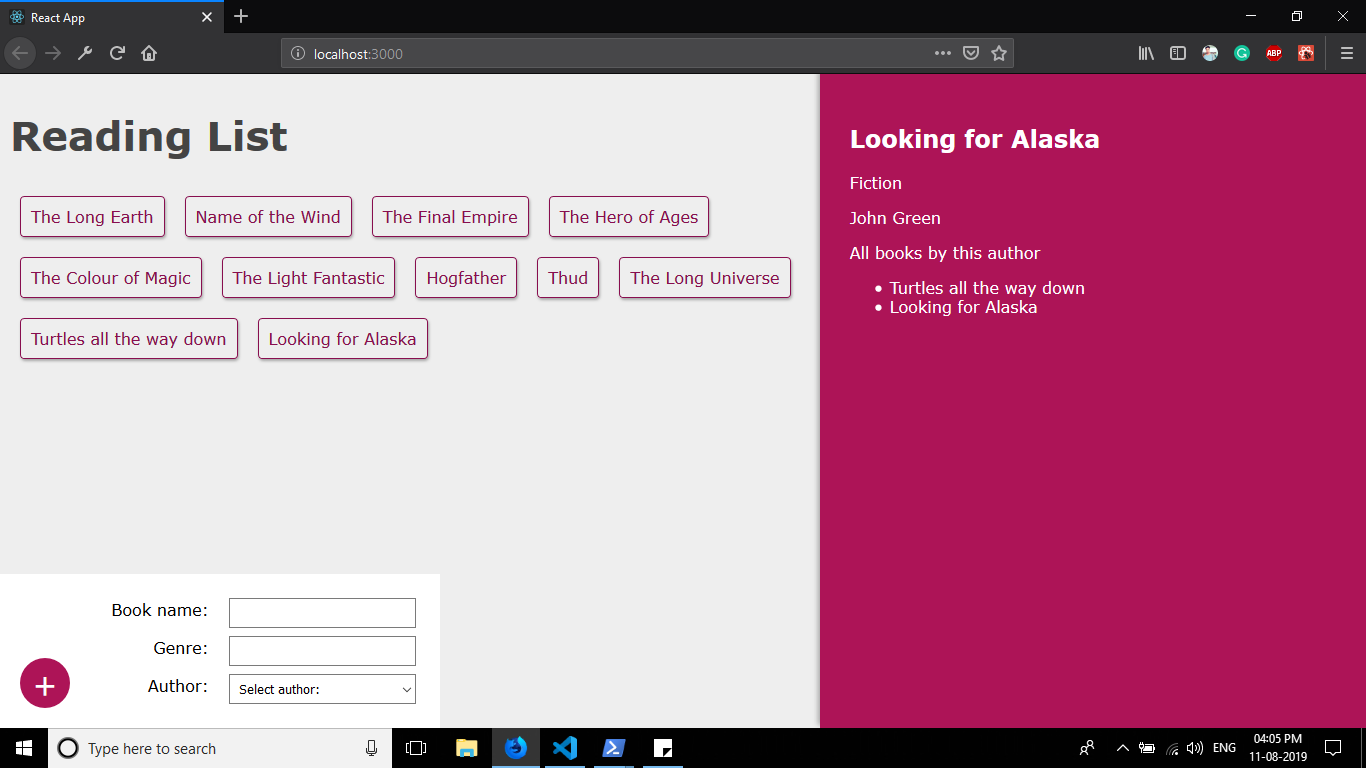 React App
localhost:3000
ABP
Reading List
The Long Earth Name of the Wind The Final Empire The Hero of Ages
The Colour of Magic The Light Fantastic Hogfather Thud The Long Universe
Turtles all the way down Looking for Alaska
Book name:
Genre:
Author: Select author:
+
Looking for Alaska
Fiction
John Green
All books by this author
• Turtles all the way down
• Looking for Alaska
Type here to search
ENG
04:05 PM
11-08-2019